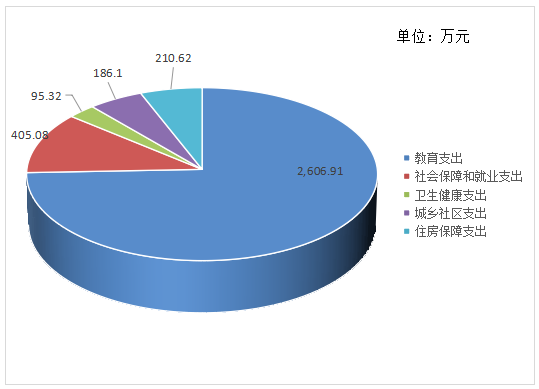 单位：万元
210.62
186.1
95.32
405.08
2,606.91
教育支出
社会保障和就业支出
卫生健康支出
城乡社区支出
住房保障支出